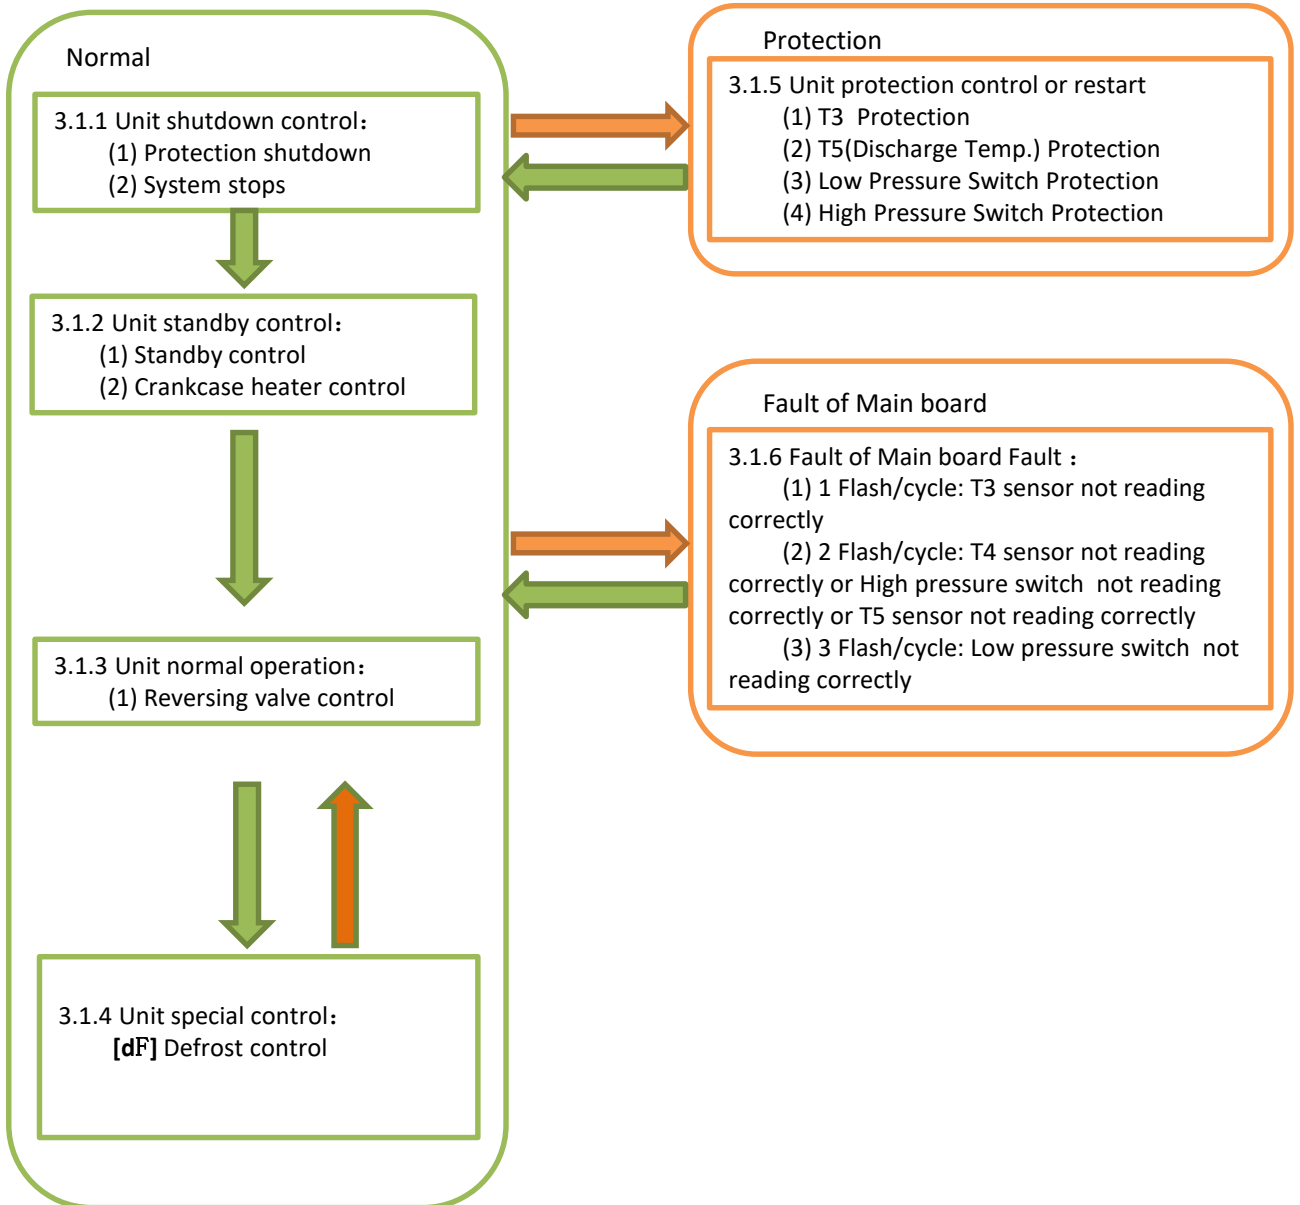 Normal
3.1.1 Unit shutdown control：
(1) Protection shutdown
(2) System stops
3.1.2 Unit standby control：
(1) Standby control
(2) Crankcase heater control
3.1.3 Unit normal operation：
(1) Reversing valve control
3.1.4 Unit special control：
[dF] Defrost control
Protection
3.1.5 Unit protection control or restart
(1) T3 Protection
(2) T5(Discharge Temp.) Protection
(3) Low Pressure Switch Protection
(4) High Pressure Switch Protection
Fault of Main board
3.1.6 Fault of Main board Fault：
(1) 1 Flash/cycle: T3 sensor not reading
correctly
(2) 2 Flash/cycle: T4 sensor not reading
correctly or High pressure switch not reading
correctly or T5 sensor not reading correctly
(3) 3 Flash/cycle: Low pressure switch not
reading correctly